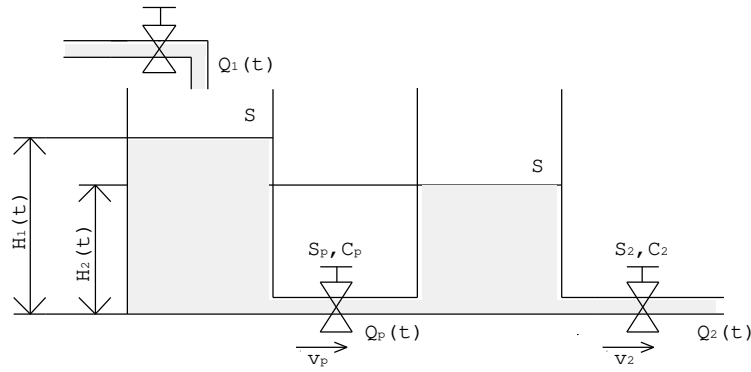 Q₁(t)
S
S
H₁(t)
H₂(t)
Sₚ,Cₚ
S₂,C₂
Qₚ(t)
Q₂(t)
vₚ
v₂